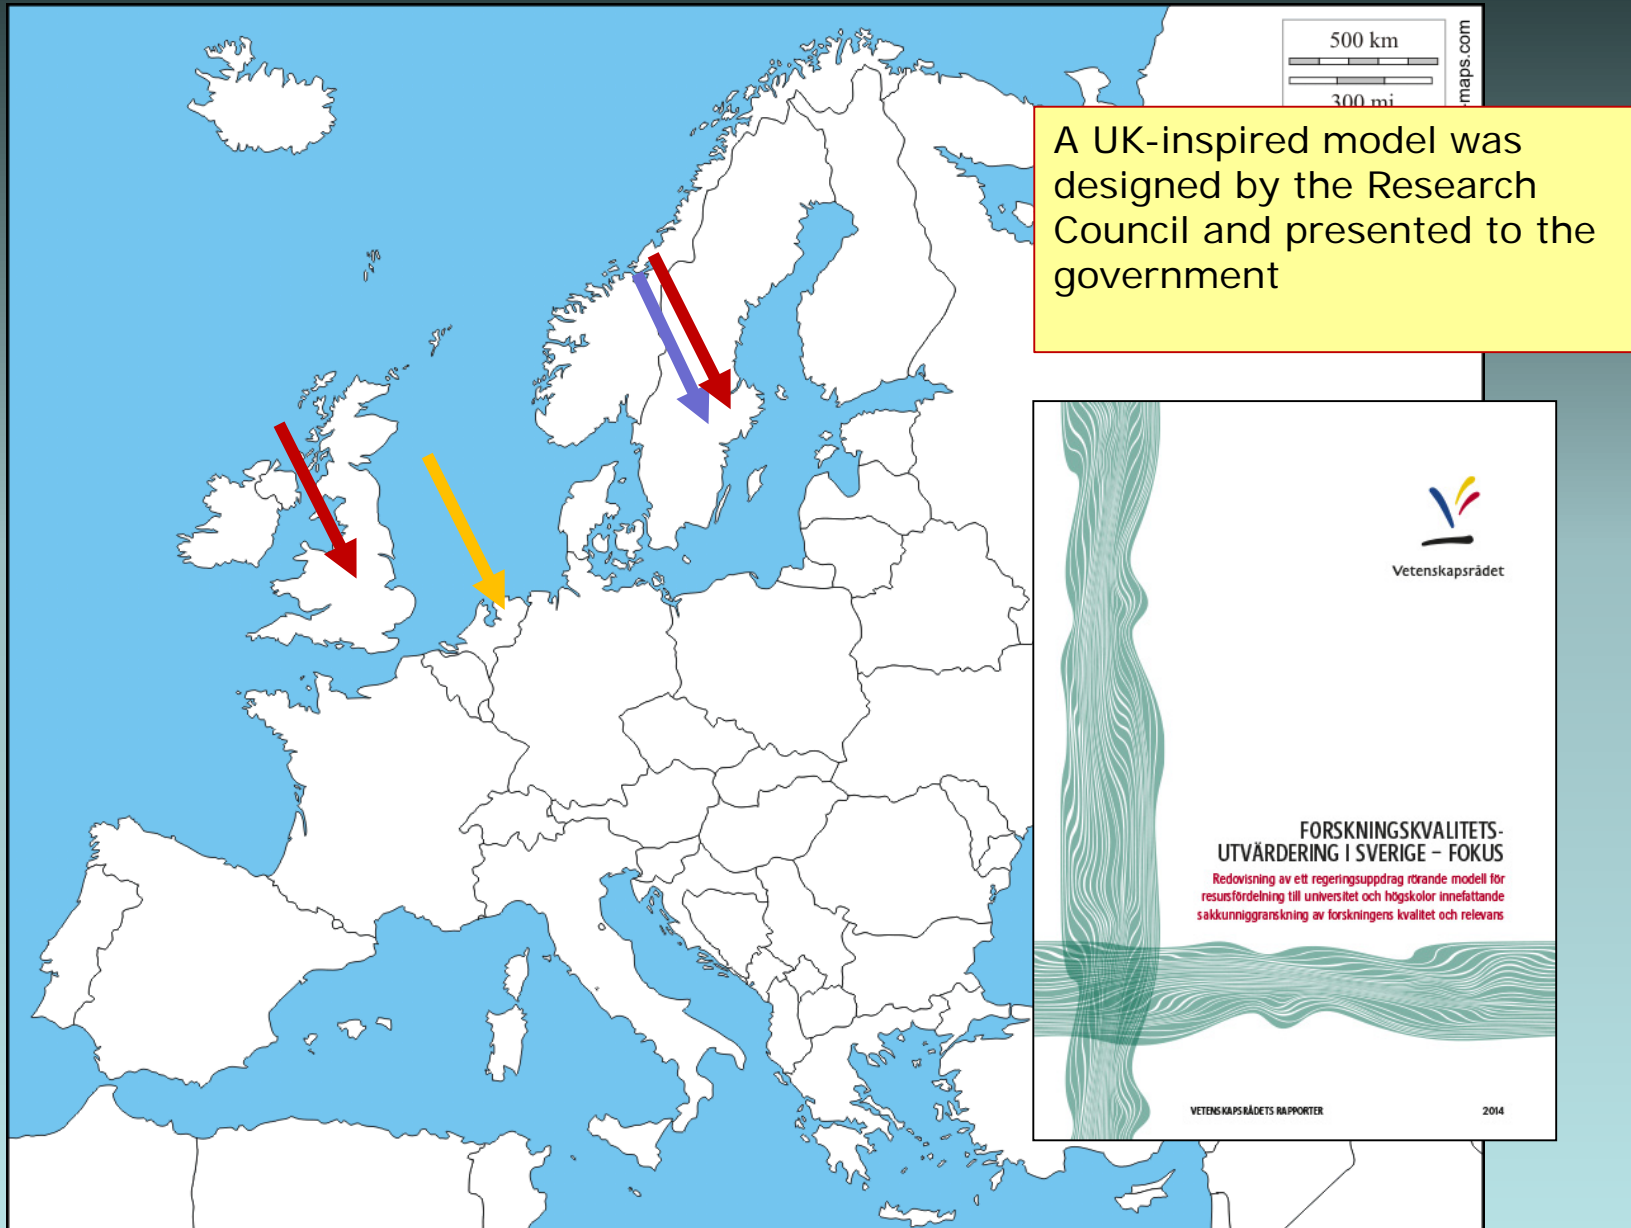 500 km
300 mi
-maps.com
A UK-inspired model was
designed by the Research
Council and presented to the
government
Vetenskapsrådet
FORSKNINGSKVALITETS-
UTVÄRDERING I SVERIGE – FOKUS
Redovisning av ett regeringsuppdrag rörande modell för
resursfördelning till universitet och högskolor innefattande
sakkunniggranskning av forskningens kvalitet och relevans
VETENSKAPSRÅDETS RAPPORTER 2014